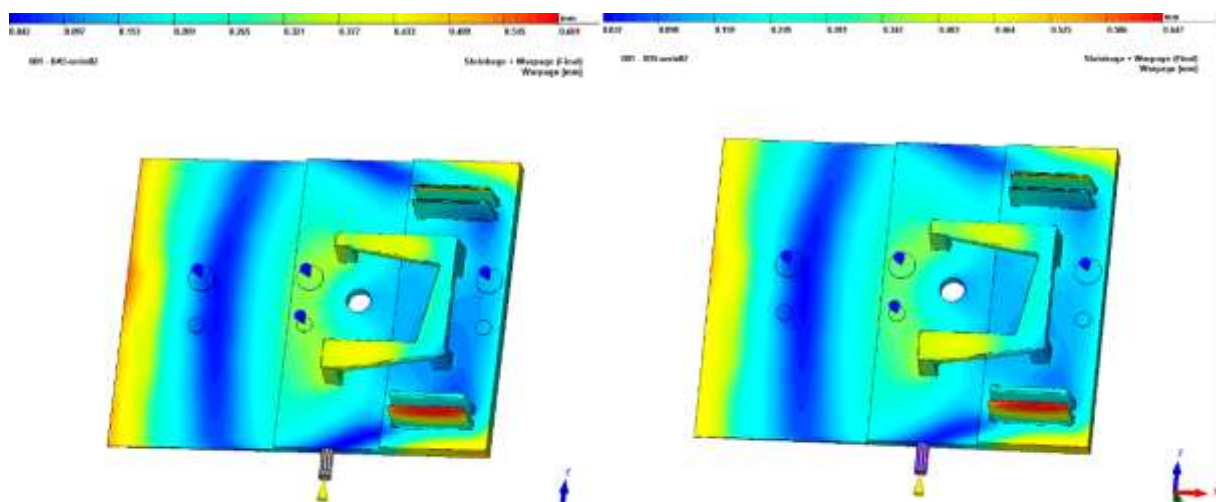 mm
0.042 0.097 0.153 0.209 0.265 0.321 0.377 0.433 0.489 0.545 0.601
Shrinkage + Warpage (Final)
Warpage [mm]
mm
0.037 0.098 0.159 0.220 0.281 0.342 0.403 0.464 0.525 0.586 0.647
Shrinkage + Warpage (Final)
Warpage [mm]